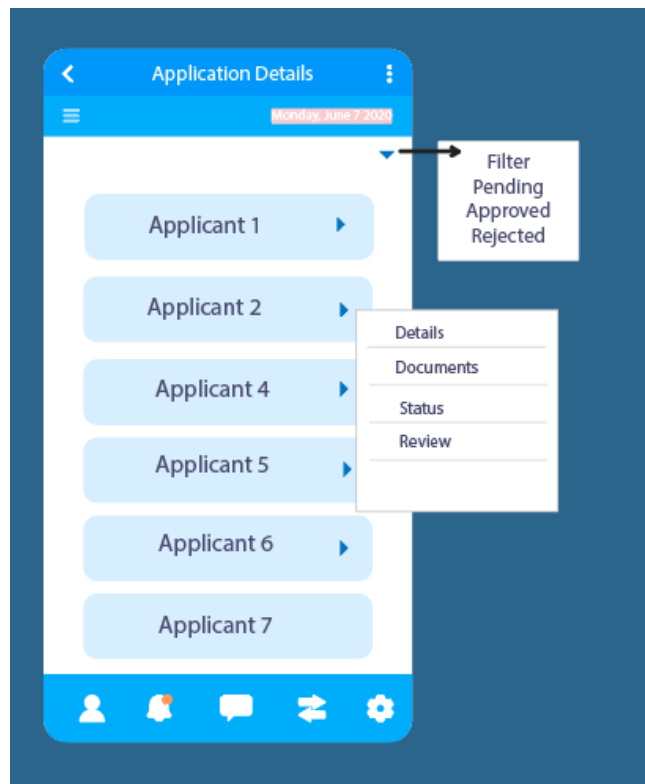 Application Details
Monday, June 7 2020
Filter
Pending
Approved
Rejected
Applicant 1
Applicant 2
Details
Documents
Status
Review
Applicant 4
Applicant 5
Applicant 6
Applicant 7